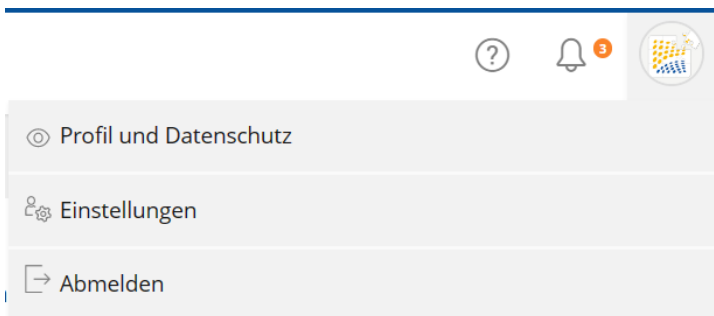 ?
3
Profil und Datenschutz
Einstellungen
Abmelden